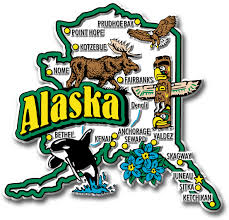 PRUDHOE BAY
POINT HOPE
KOTZEBUE
NOME
FAIRBANKS
Alaska
Denali
BETHEL
ANCHORAGE
KENAI
SEWARD
VALDEZ
SKAGWAY
JUNEAU
SITKA
KETCHIKAN